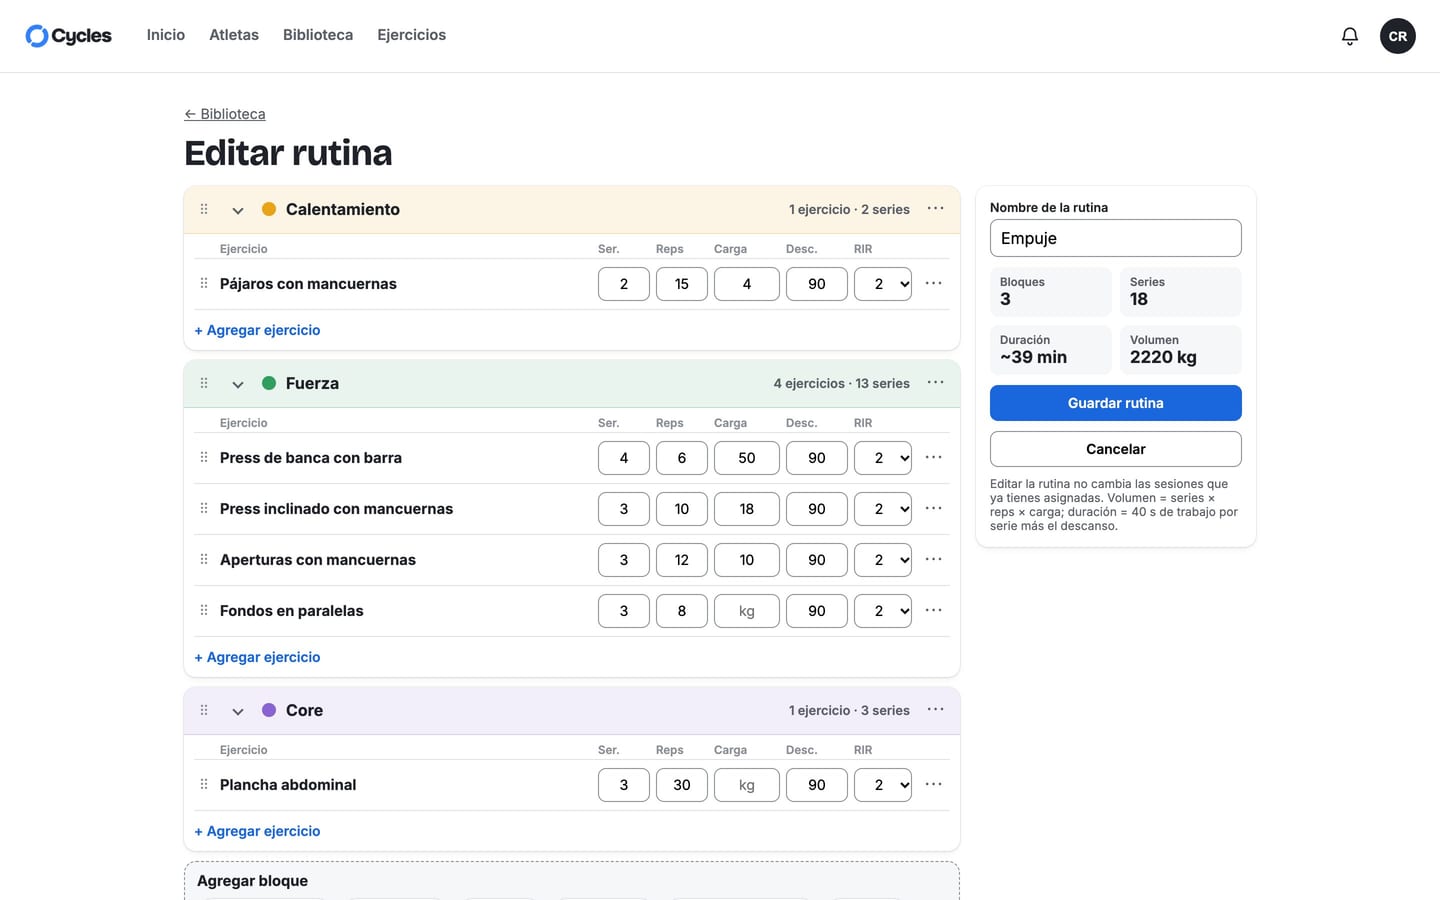 Cycles Inicio Atletas Biblioteca Ejercicios CR
← Biblioteca
Editar rutina
Calentamiento 1 ejercicio · 2 series ···
Ejercicio Ser. Reps Carga Desc. RIR
Pájaros con mancuernas 2 15 4 90 2 ···
+ Agregar ejercicio
Fuerza 4 ejercicios · 13 series ···
Ejercicio Ser. Reps Carga Desc. RIR
Press de banca con barra 4 6 50 90 2 ···
Press inclinado con mancuernas 3 10 18 90 2 ···
Aperturas con mancuernas 3 12 10 90 2 ···
Fondos en paralelas 3 8 kg 90 2 ···
+ Agregar ejercicio
Core 1 ejercicio · 3 series ···
Ejercicio Ser. Reps Carga Desc. RIR
Plancha abdominal 3 30 kg 90 2 ···
+ Agregar ejercicio
Agregar bloque
Nombre de la rutina
Empuje
Bloques Series
3 18
Duración Volumen
~39 min 2220 kg
Guardar rutina
Cancelar
Editar la rutina no cambia las sesiones que
ya tienes asignadas. Volumen = series ×
reps × carga; duración = 40 s de trabajo por
serie más el descanso.